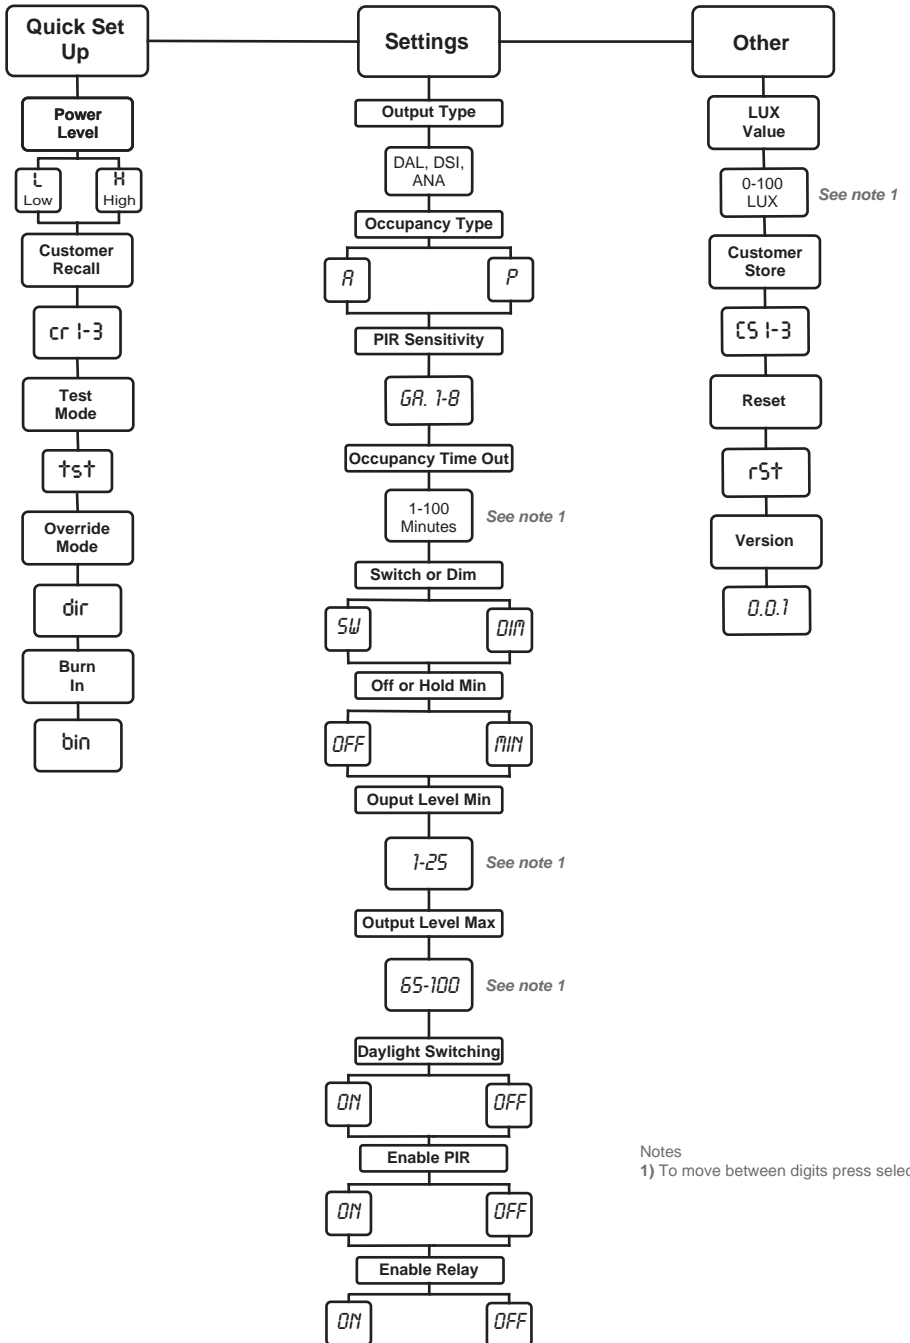 Quick Set
Up
Settings
Other
Power
Level
L
Low
H
High
Customer
Recall
cr 1-3
Test
Mode
tst
Override
Mode
dir
Burn
In
bin
Output Type
DAL, DSI,
ANA
Occupancy Type
A
P
PIR Sensitivity
GA. 1-8
Occupancy Time Out
1-100
Minutes
See note 1
Switch or Dim
SW
DIM
Off or Hold Min
OFF
MIN
Ouput Level Min
1-25
See note 1
Output Level Max
65-100
See note 1
Daylight Switching
ON
OFF
Enable PIR
ON
OFF
Enable Relay
ON
OFF
LUX
Value
0-100
LUX
See note 1
Customer
Store
CS1-3
Reset
rSt
Version
0.0.1
Notes
1) To move between digits press selec